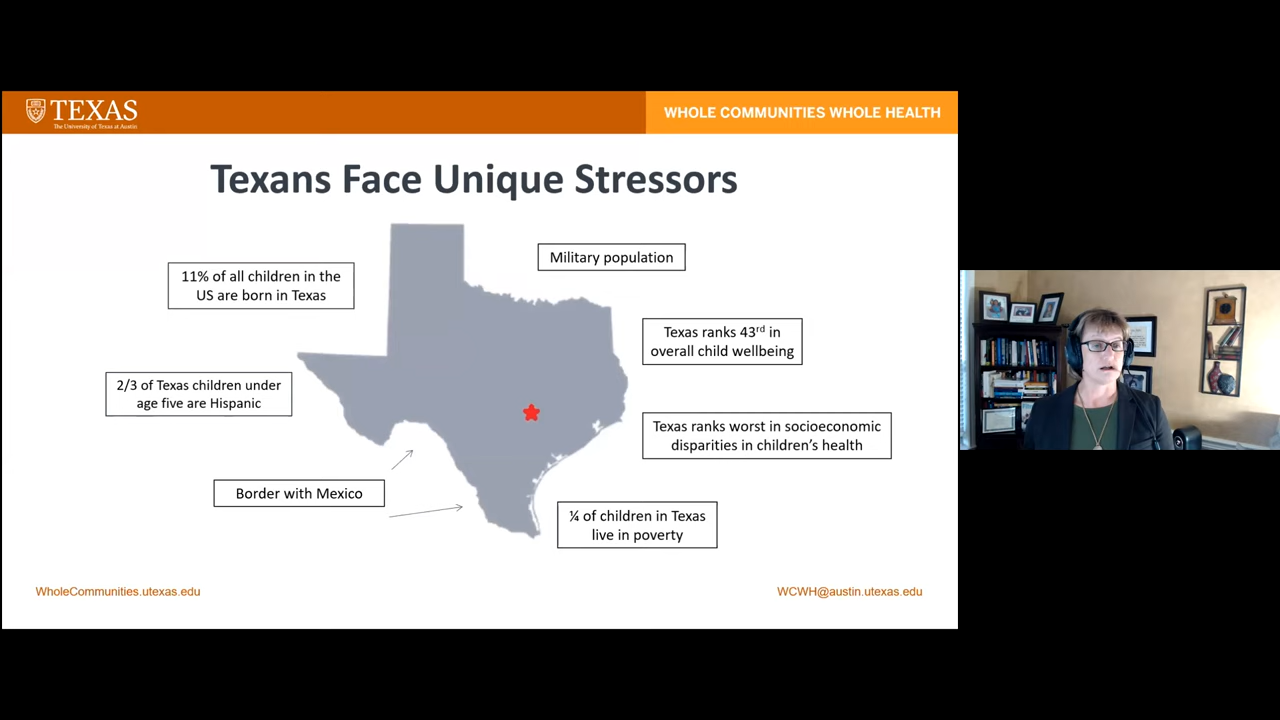 TEXAS
The University of Texas at Austin
WHOLE COMMUNITIES WHOLE HEALTH
Texans Face Unique Stressors
Military population
11% of all children in the
US are born in Texas
Texas ranks 43rd in
overall child wellbeing
2/3 of Texas children under
age five are Hispanic
Texas ranks worst in socioeconomic
disparities in children's health
Border with Mexico
¼ of children in Texas
live in poverty
WholeCommunities.utexas.edu
WCWH@austin.utexas.edu